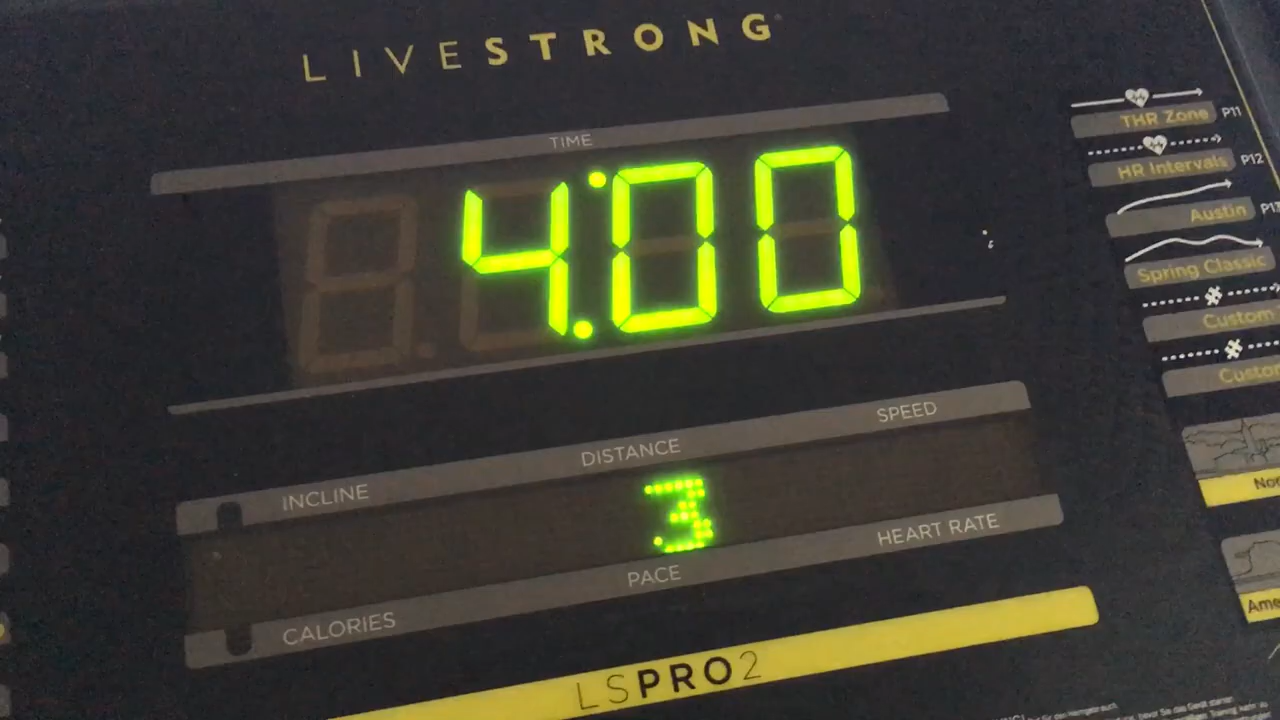 LIVESTRONG
TIME
4:00
THR Zone P11
HR Intervals P12
Austin
Spring Classic
Custom
INCLINE DISTANCE SPEED
3
CALORIES PACE HEART RATE
LSPRO2